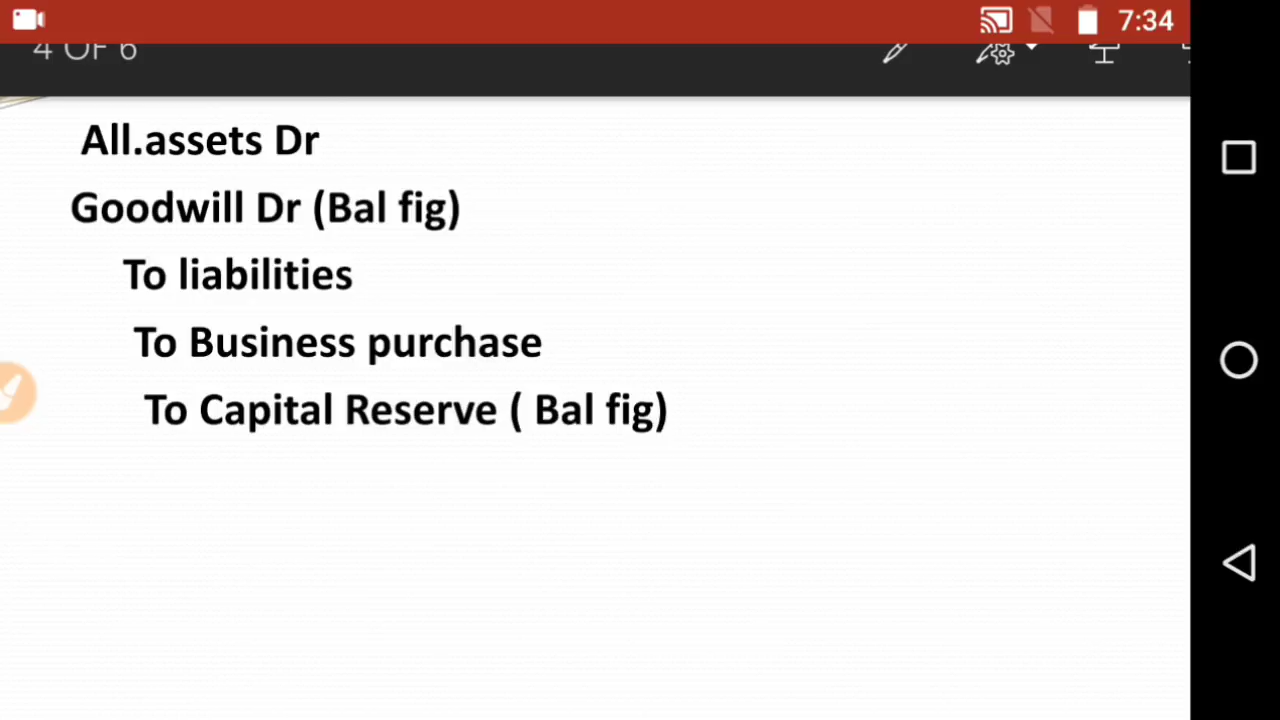 7:34
4 OF 6
All.assets Dr
Goodwill Dr (Bal fig)
To liabilities
To Business purchase
To Capital Reserve ( Bal fig)